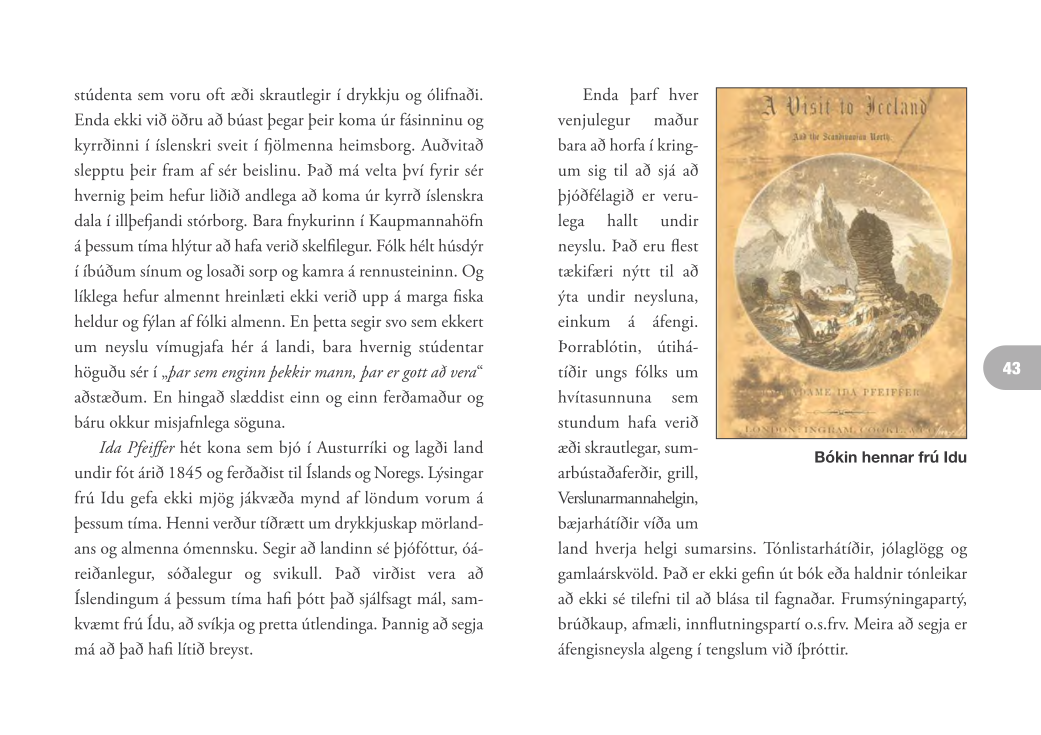 stúdenta sem voru oft æði skrautlegir í drykkju og ólifnaði.
Enda ekki við öðru að búast þegar þeir koma úr fásinninu og
kyrrðinni í íslenskri sveit í fjölmenna heimsborg. Auðvitað
slepptu þeir fram af sér beislinu. Það má velta því fyrir sér
hvernig þeim hefur liðið andlega að koma úr kyrrð íslenskra
dala í illþefjandi stórborg. Bara fnykurinn í Kaupmannahöfn
á þessum tíma hlýtur að hafa verið skelfilegur. Fólk hélt húsdýr
í íbúðum sínum og losaði sorp og kamra á rennusteininn. Og
líklega hefur almennt hreinlæti ekki verið upp á marga fiska
heldur og fýlan af fólki almenn. En þetta segir svo sem ekkert
um neyslu vímugjafa hér á landi, bara hvernig stúdentar
höguðu sér í „þar sem enginn þekkir mann, þar er gott að vera“
aðstæðum. En hingað slæddist einn og einn ferðamaður og
báru okkur misjafnlega söguna.
Ida Pfeiffer hét kona sem bjó í Austurríki og lagði land
undir fót árið 1845 og ferðaðist til Íslands og Noregs. Lýsingar
frú Idu gefa ekki mjög jákvæða mynd af löndum vorum á
þessum tíma. Henni verður tíðrætt um drykkjuskap mörland-
ans og almenna ómennsku. Segir að landinn sé þjófóttur, óá-
reiðanlegur, sóðalegur og svikull. Það virðist vera að
Íslendingum á þessum tíma hafi þótt það sjálfsagt mál, sam-
kvæmt frú Ídu, að svíkja og pretta útlendinga. Þannig að segja
má að það hafi lítið breyst.
Enda þarf hver
venjulegur maður
bara að horfa í kring-
um sig til að sjá að
þjóðfélagið er veru-
lega hallt undir
neyslu. Það eru flest
tækifæri nýtt til að
ýta undir neysluna,
einkum á áfengi.
Þorrablótin, útihá-
tíðir ungs fólks um
hvítasunnuna sem
stundum hafa verið
æði skrautlegar, sum-
arbústaðaferðir, grill,
Verslunarmannahelgin,
bæjarhátíðir víða um
land hverja helgi sumarsins. Tónlistarhátíðir, jólaglögg og
gamlaárskvöld. Það er ekki gefin út bók eða haldnir tónleikar
að ekki sé tilefni til að blása til fagnaðar. Frumsýningapartý,
brúðkaup, afmæli, innflutningspartí o.s.frv. Meira að segja er
áfengisneysla algeng í tengslum við íþróttir.
A Visit to Iceland
And the Scandinavian North
MADAME IDA PFEIFFER
LONDON: INGRAM, COOKE,
Bókin hennar frú Idu
43